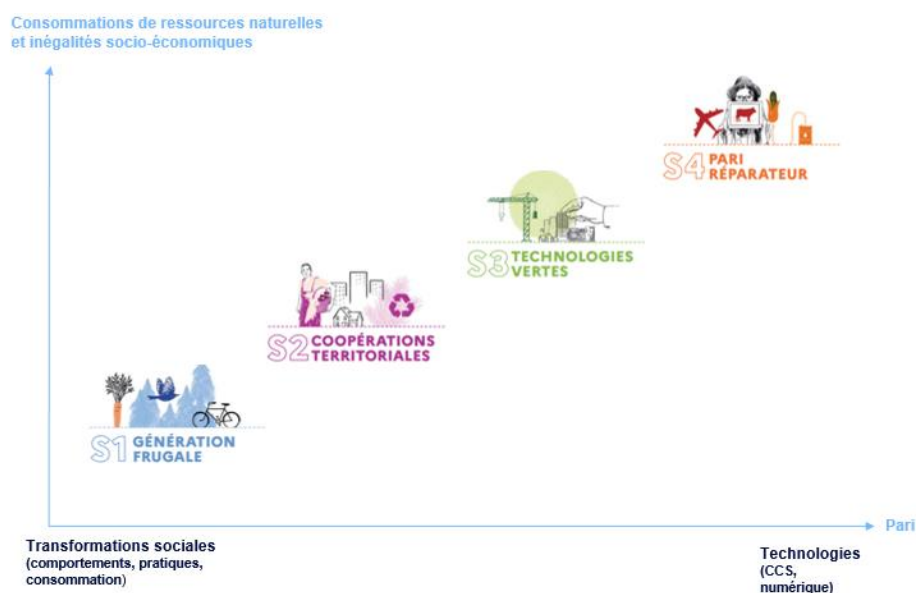 Consommations de ressources naturelles
et inégalités socio-économiques
S4 PARI
RÉPARATEUR
S3 TECHNOLOGIES
VERTES
S2 COOPÉRATIONS
TERRITORIALES
S1 GÉNÉRATION
FRUGALE
Pari
Transformations sociales
(comportements, pratiques,
consommation)
Technologies
(CCS,
numérique)